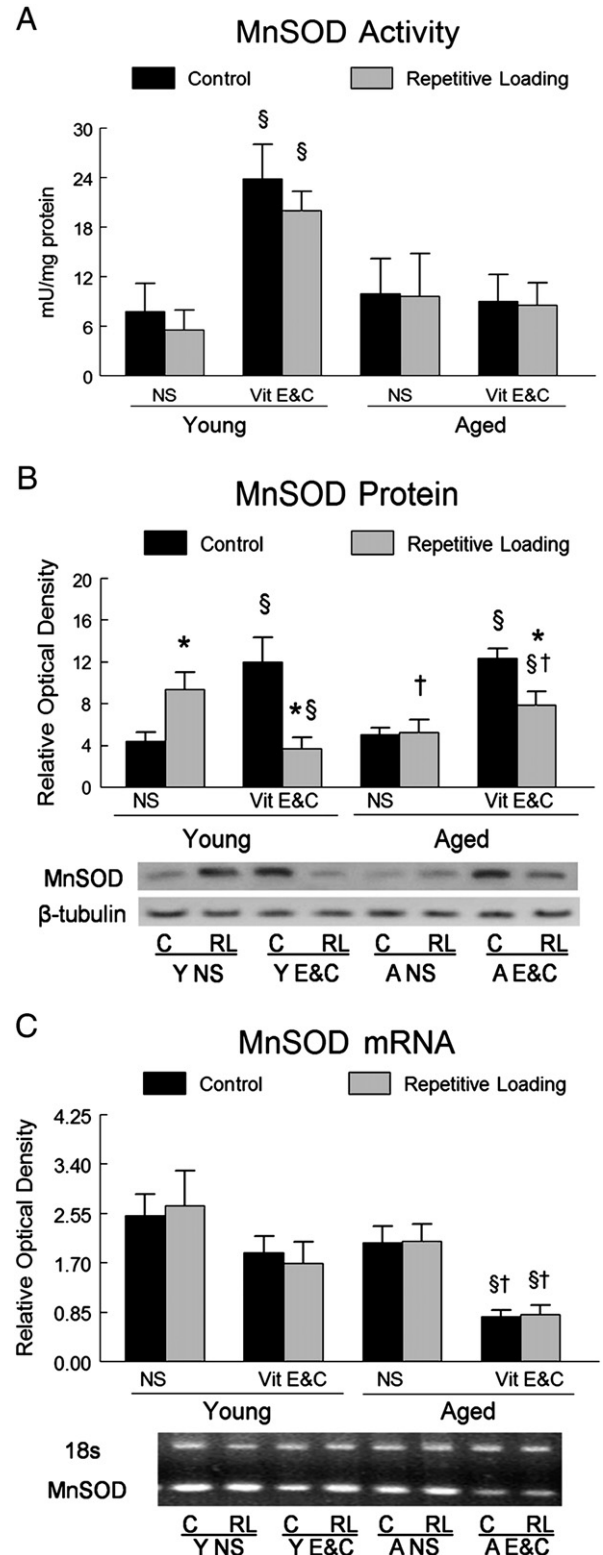 A
MnSOD Activity
Control Repetitive Loading
mU/mg protein
30
24
18
12
6
0
§ §
NS Vit E&C NS Vit E&C
Young Aged
B
MnSOD Protein
Control Repetitive Loading
Relative Optical Density
20
16
12
8
4
0
* § *§ † § * §†
NS Vit E&C NS Vit E&C
Young Aged
MnSOD
β-tubulin
C RL C RL C RL C RL
Y NS Y E&C A NS A E&C
C
MnSOD mRNA
Control Repetitive Loading
Relative Optical Density
4.25
3.40
2.55
1.70
0.85
0.00
§† §†
NS Vit E&C NS Vit E&C
Young Aged
18s
MnSOD
C RL C RL C RL C RL
Y NS Y E&C A NS A E&C